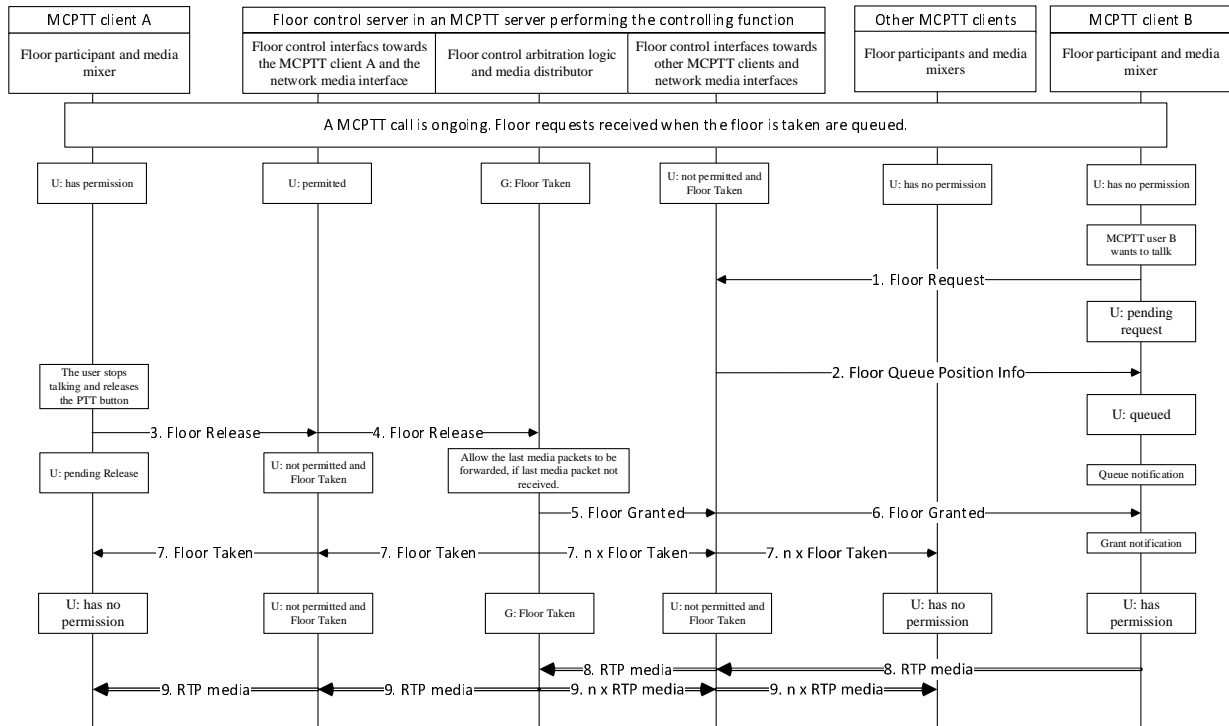 MCPTT client A
Floor control server in an MCPTT server performing the controlling function
Other MCPTT clients
MCPTT client B
Floor participant and media
mixer
Floor control interfacs towards
the MCPTT client A and the
network media interface
Floor control arbitration logic
and media distributor
Floor control interfaces towards
other MCPTT clients and
network media interfaces
Floor participants and media
mixers
Floor participant and media
mixer
A MCPTT call is ongoing. Floor requests received when the floor is taken are queued.
U: has permission
U: permitted
G: Floor Taken
U: not permitted and
Floor Taken
U: has no permission
U: has no permission
MCPTT user B
wants to tallk
1. Floor Request
U: pending
request
The user stops
talking and releases
the PTT button
2. Floor Queue Position Info
U: queued
3. Floor Release
4. Floor Release
U: pending Release
U: not permitted and
Floor Taken
Allow the last media packets to be
forwarded, if last media packet not
received.
Queue notification
5. Floor Granted
6. Floor Granted
7. Floor Taken
7. Floor Taken
7. n x Floor Taken
7. n x Floor Taken
Grant notification
U: has no
permission
U: not permitted and
Floor Taken
G: Floor Taken
U: not permitted and
Floor Taken
U: has no
permission
U: has
permission
8. RTP media
8. RTP media
9. RTP media
9. RTP media
9. n x RTP media
9. n x RTP media